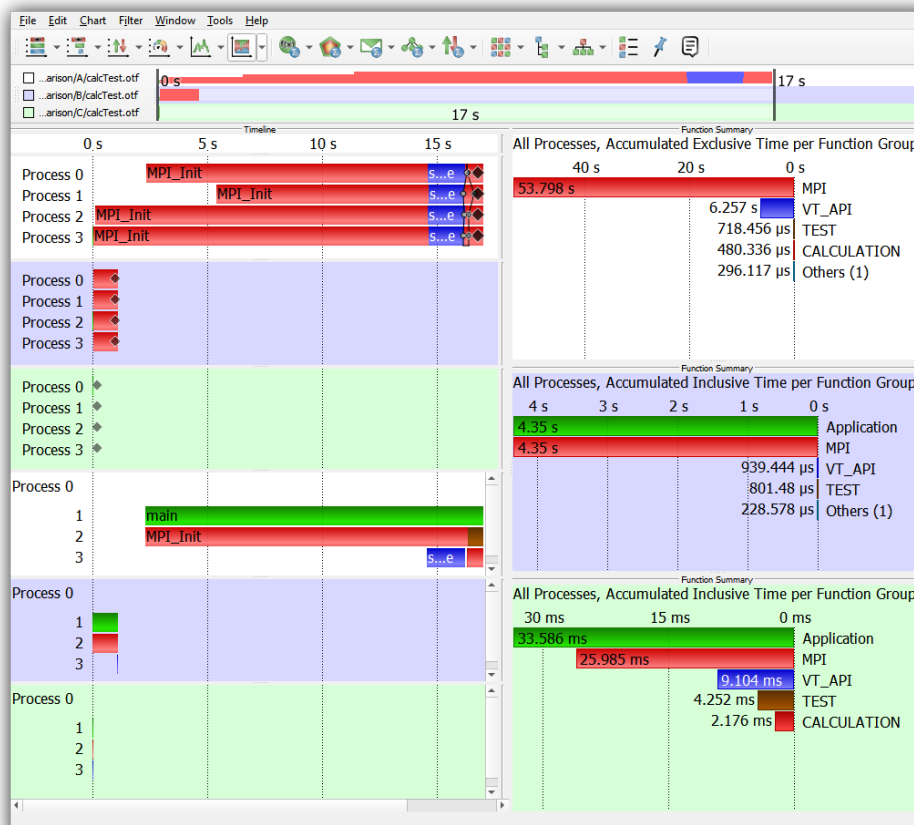 File Edit Chart Filter Window Tools Help
...arison/A/calcTest.otf
0 s
17 s
...arison/B/calcTest.otf
...arison/C/calcTest.otf
17 s
Timeline
0 s 5 s 10 s 15 s
Process 0 MPI_Init s...e
Process 1 MPI_Init s...e
Process 2 MPI_Init s...e
Process 3 MPI_Init s...e
Process 0
Process 1
Process 2
Process 3
Process 0
Process 1
Process 2
Process 3
Process 0
1 main
2 MPI_Init
3 s...e
Process 0
1
2
3
Process 0
1
2
3
Function Summary
All Processes, Accumulated Exclusive Time per Function Group
40 s 20 s 0 s
53.798 s MPI
6.257 s VT_API
718.456 µs TEST
480.336 µs CALCULATION
296.117 µs Others (1)
Function Summary
All Processes, Accumulated Inclusive Time per Function Group
4 s 3 s 2 s 1 s 0 s
4.35 s Application
4.35 s MPI
939.444 µs VT_API
801.48 µs TEST
228.578 µs Others (1)
Function Summary
All Processes, Accumulated Inclusive Time per Function Group
30 ms 15 ms 0 ms
33.586 ms Application
25.985 ms MPI
9.104 ms VT_API
4.252 ms TEST
2.176 ms CALCULATION